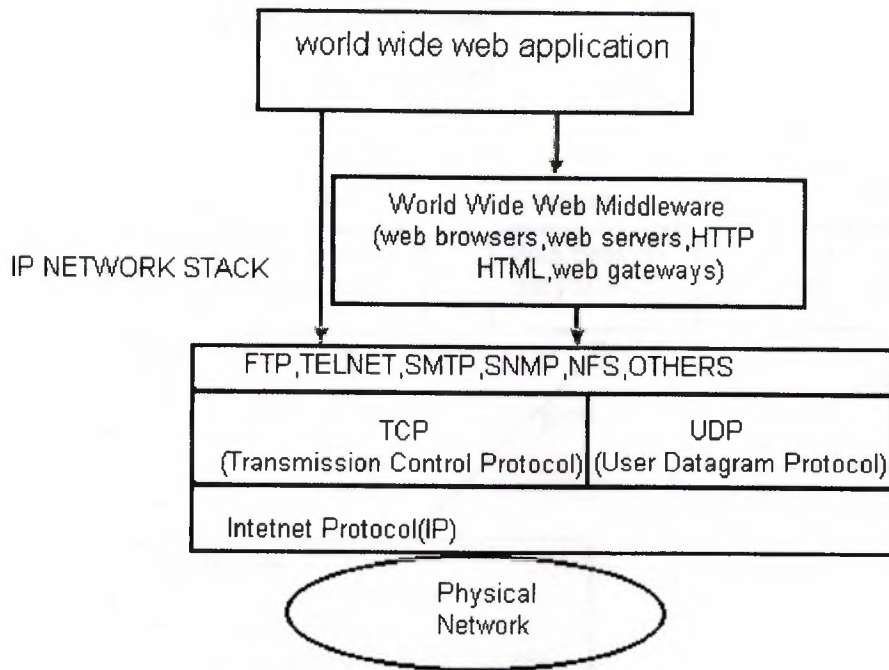 world wide web application
World Wide Web Middleware
(web browsers,web servers,HTTP
HTML,web gateways)
IP NETWORK STACK
FTP,TELNET,SMTP,SNMP,NFS,OTHERS
TCP
(Transmission Control Protocol)
UDP
(User Datagram Protocol)
Intetnet Protocol(IP)
Physical
Network